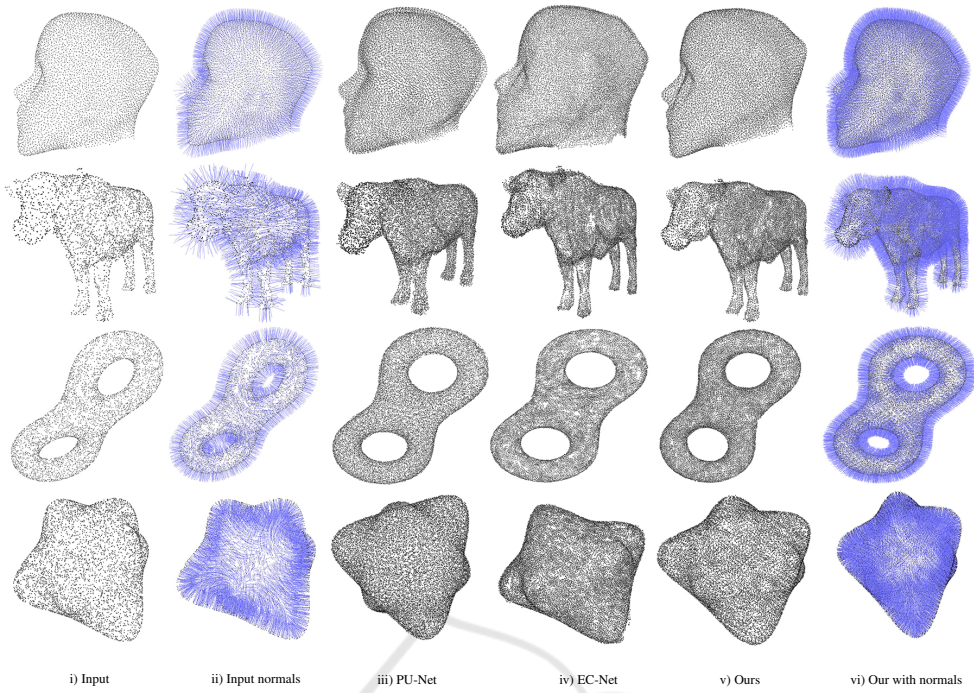 i) Input
ii) Input normals
iii) PU-Net
iv) EC-Net
v) Ours
vi) Our with normals